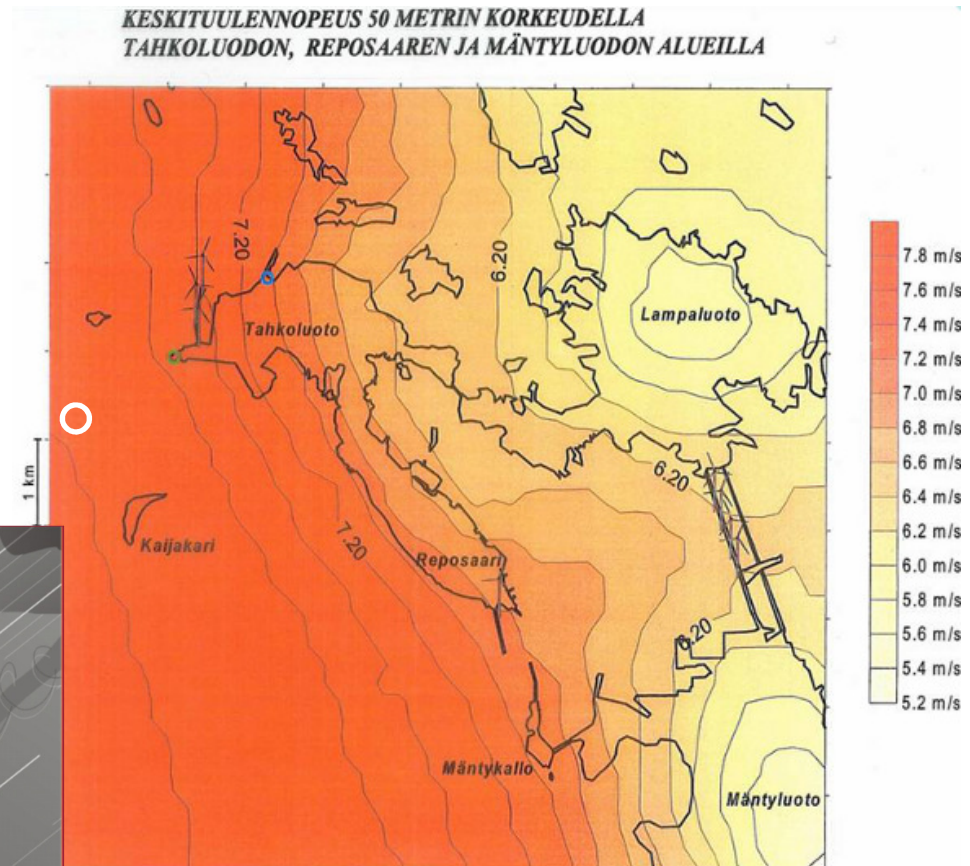 KESKITUULENNOPEUS 50 METRIN KORKEUDELLA
TAHKOLUODON, REPOSAAREN JA MÄNTYLUODON ALUEILLA
7.20
6.20
Tahkoluoto
Lampaluoto
1 km
Kaijakari
7.20
Reposaari
6.20
6.20
Mäntykallo
Mäntyluoto
7.8 m/s
7.6 m/s
7.4 m/s
7.2 m/s
7.0 m/s
6.8 m/s
6.6 m/s
6.4 m/s
6.2 m/s
6.0 m/s
5.8 m/s
5.6 m/s
5.4 m/s
5.2 m/s